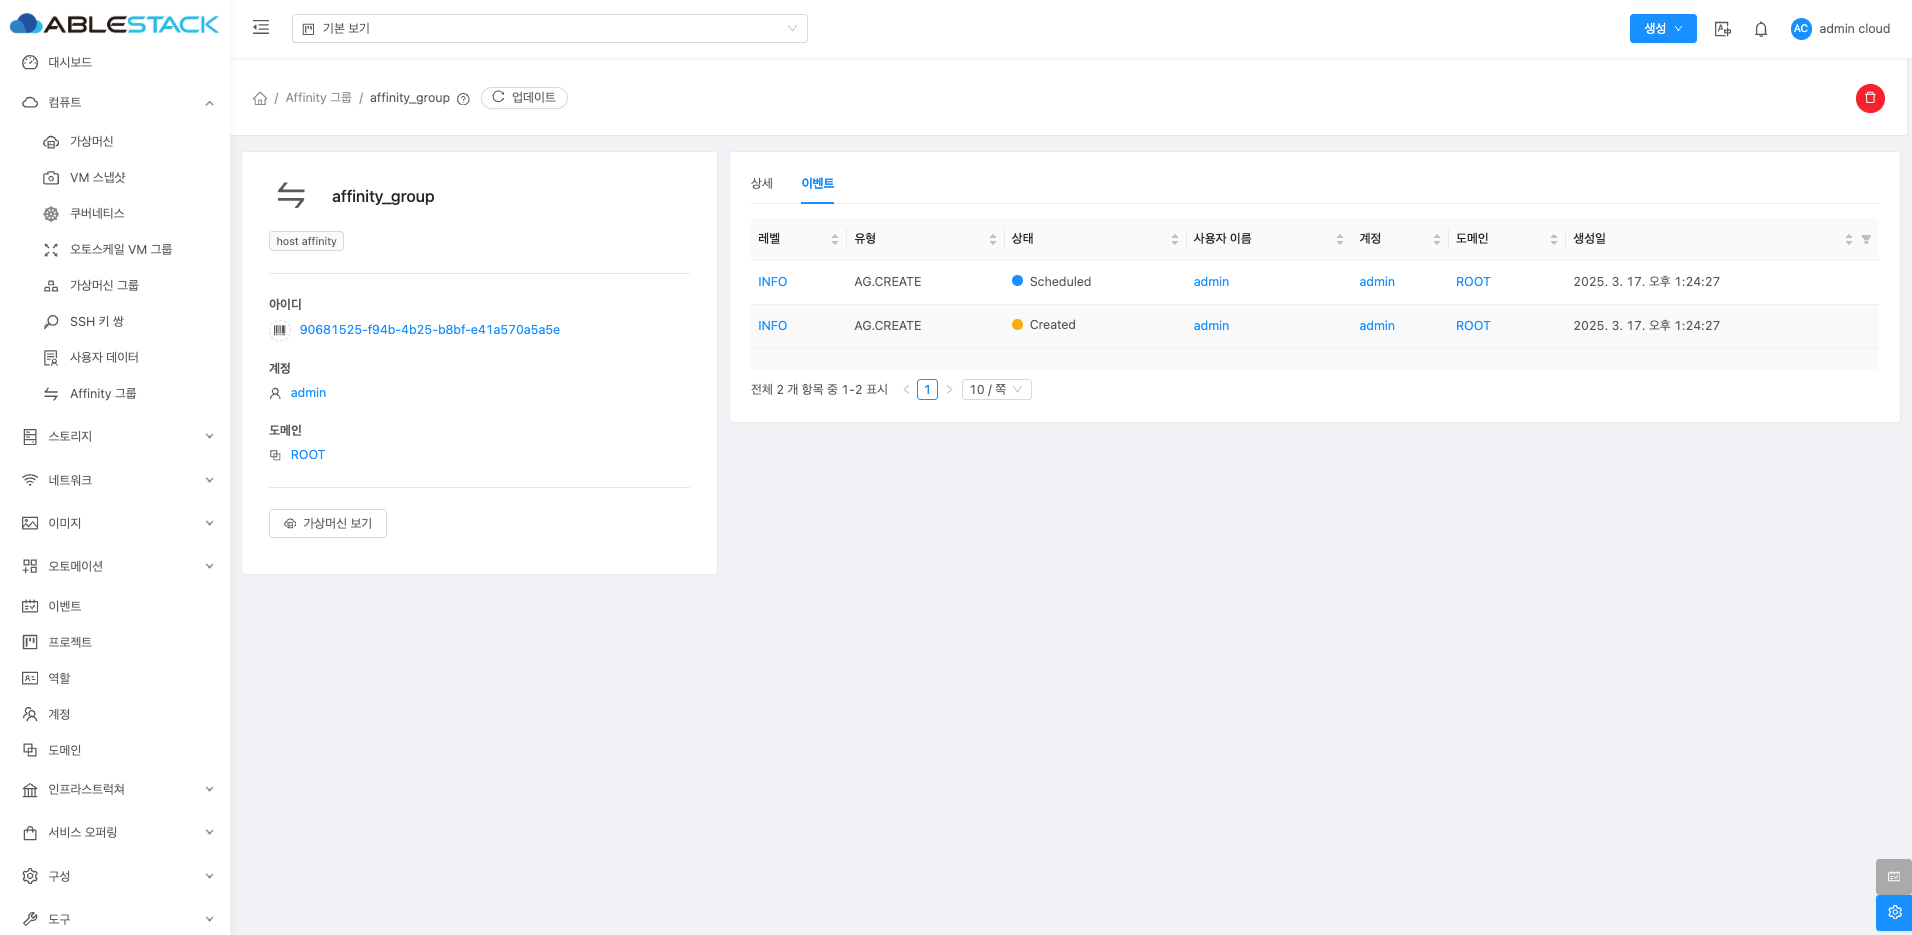 ABLESTACK
기본 보기
생성
AC
admin cloud
대시보드
컴퓨트
가상머신
VM 스냅샷
쿠버네티스
오토스케일 VM 그룹
가상머신 그룹
SSH 키 쌍
사용자 데이터
Affinity 그룹
스토리지
네트워크
이미지
오토메이션
이벤트
프로젝트
역할
계정
도메인
인프라스트럭쳐
서비스 오퍼링
구성
도구
/ Affinity 그룹 / affinity_group 업데이트
affinity_group
host affinity
아이디
90681525-f94b-4b25-b8bf-e41a570a5a5e
계정
admin
도메인
ROOT
가상머신 보기
상세 이벤트
레벨 유형 상태 사용자 이름 계정 도메인 생성일
INFO AG.CREATE Scheduled admin admin ROOT 2025. 3. 17. 오후 1:24:27
INFO AG.CREATE Created admin admin ROOT 2025. 3. 17. 오후 1:24:27
전체 2 개 항목 중 1-2 표시 < 1 > 10 / 쪽